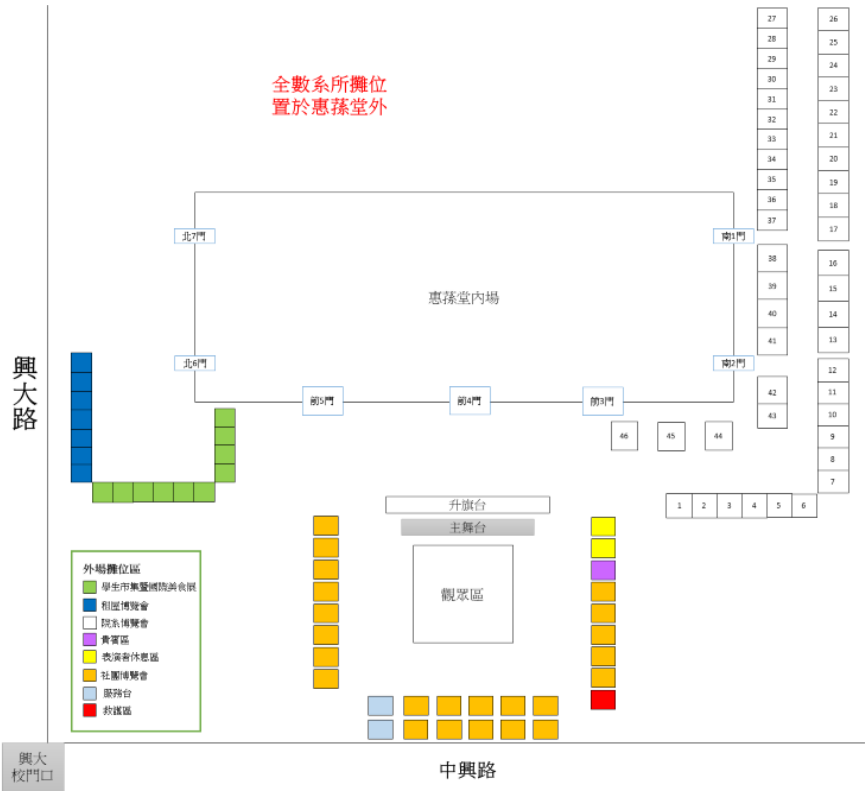 全數系所攤位
置於惠蓀堂外
27
26
28
25
29
24
30
23
31
22
32
21
33
20
34
19
35
18
36
17
37
北7門
南1門
38
16
39
15
40
14
41
13
惠蓀堂內場
興大路
北6門
南2門
前5門
前4門
前3門
42
12
43
11
10
46
45
44
9
8
7
1
2
3
4
5
6
升旗台
主舞台
觀眾區
外場攤位區
學生市集暨國際美食展
租屋博覽會
院系博覽會
貴賓區
表演者休息區
社團博覽會
服務台
救護區
興大
校門口
中興路